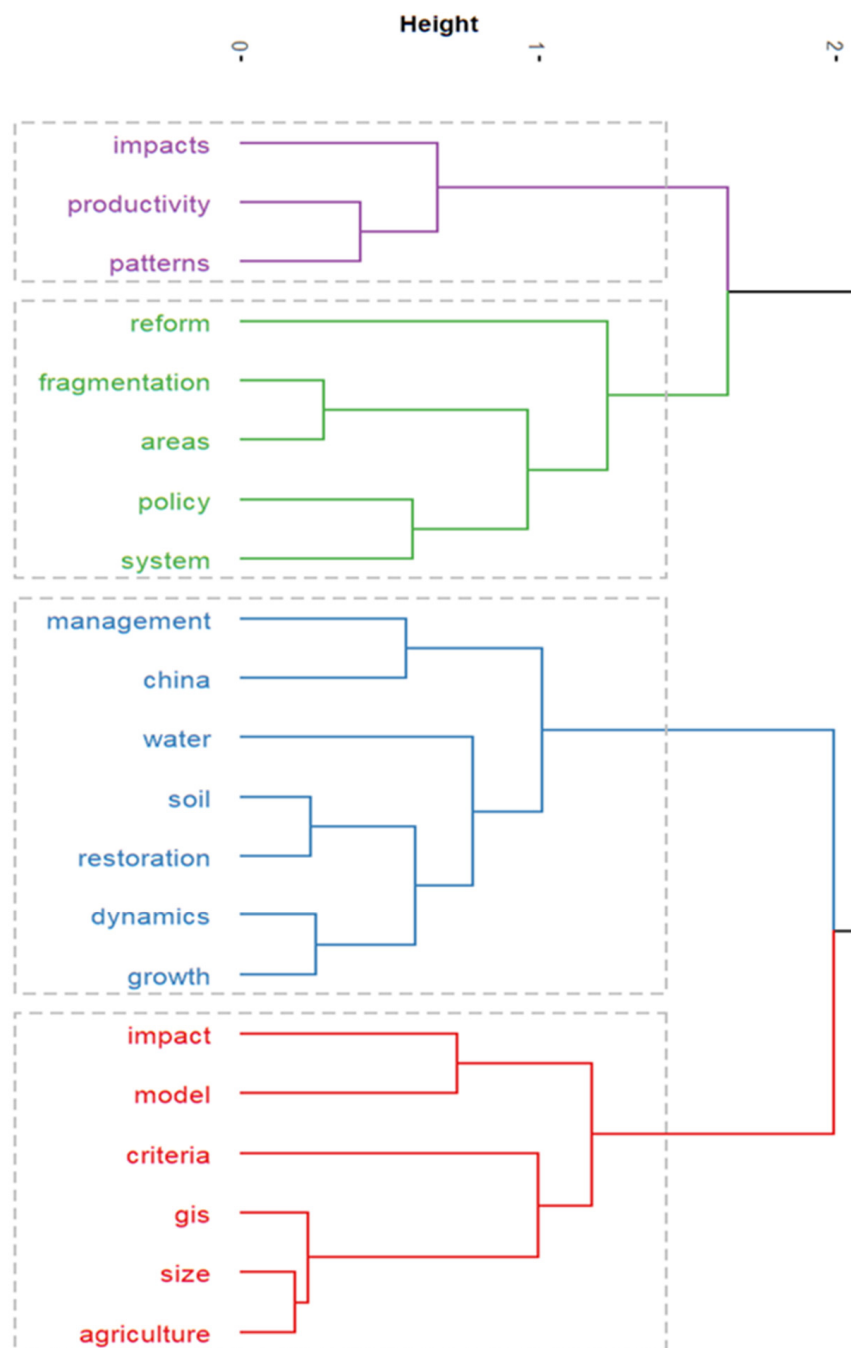 Height
0- 1- 2-
impacts
productivity
patterns
reform
fragmentation
areas
policy
system
management
china
water
soil
restoration
dynamics
growth
impact
model
criteria
gis
size
agriculture